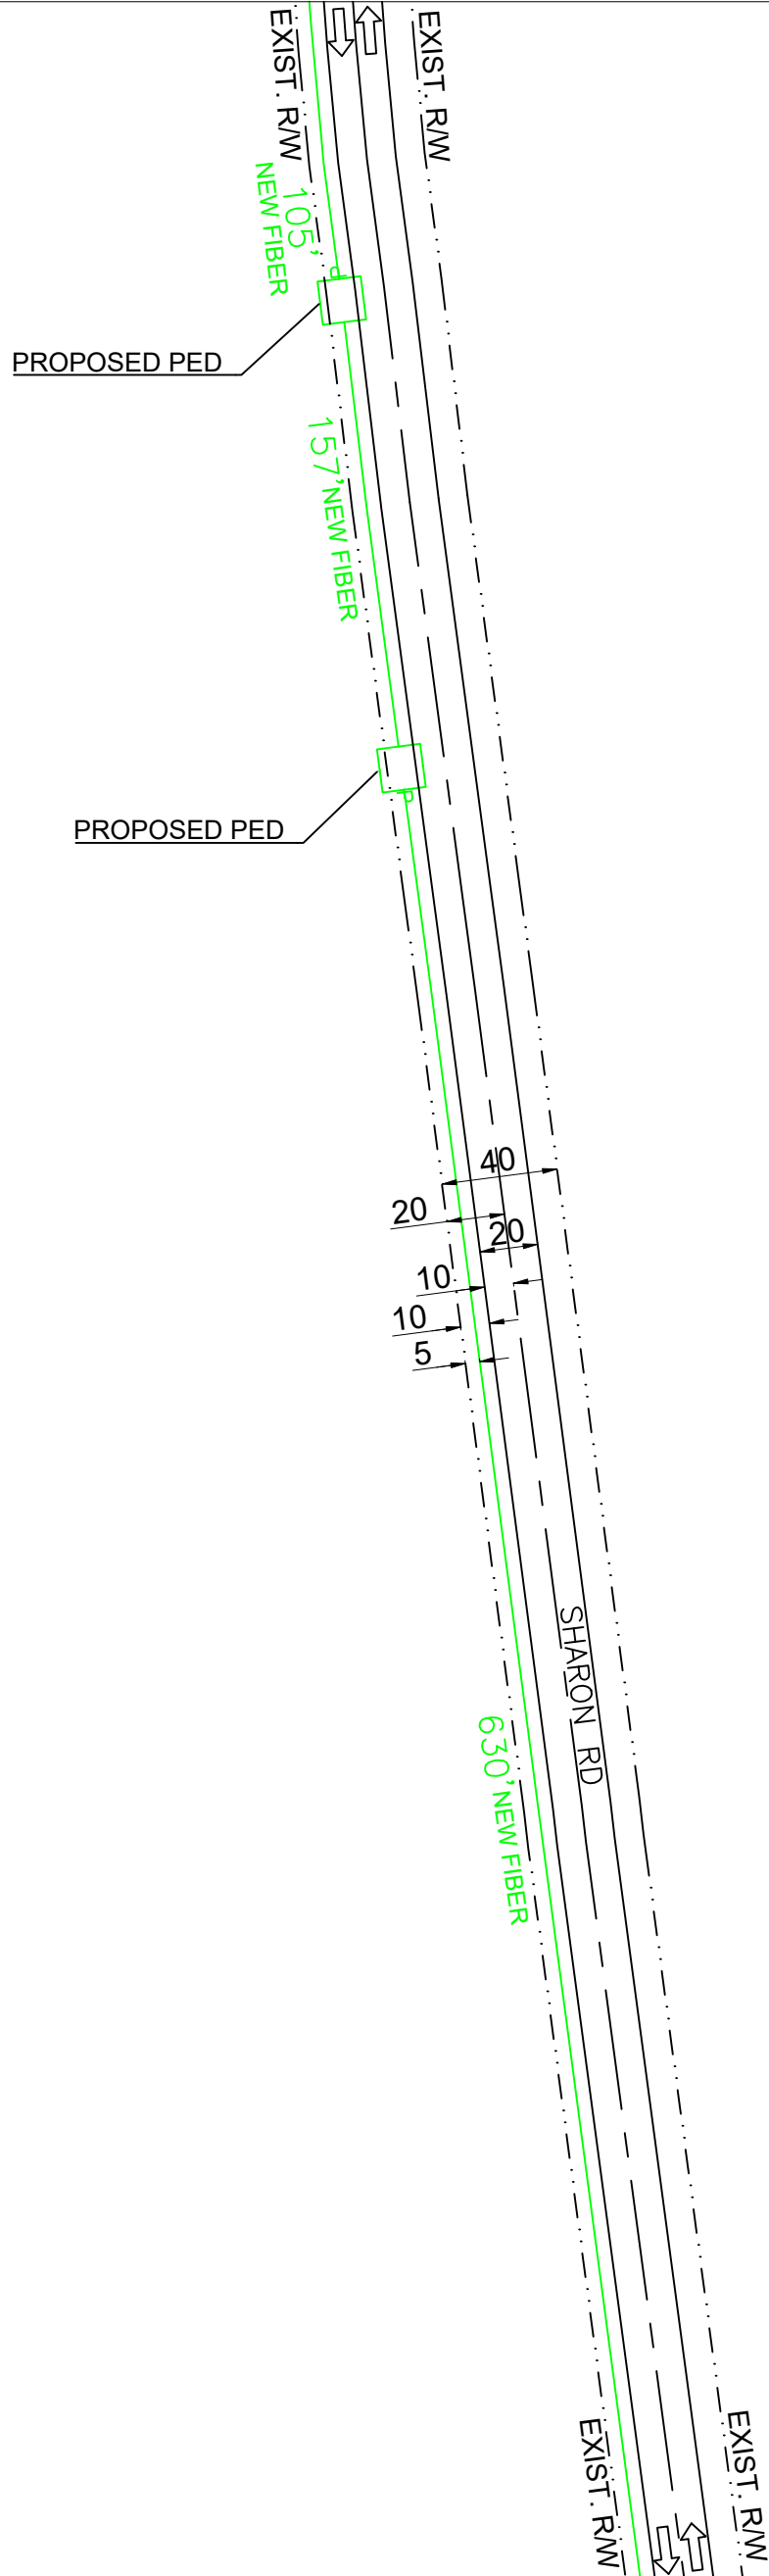 EXIST. R/W
EXIST. R/W
105'
NEW FIBER
P
PROPOSED PED
157' NEW FIBER
PROPOSED PED
P
40
20
20
10
10
5
SHARON RD
630' NEW FIBER
EXIST. R/W
EXIST. R/W